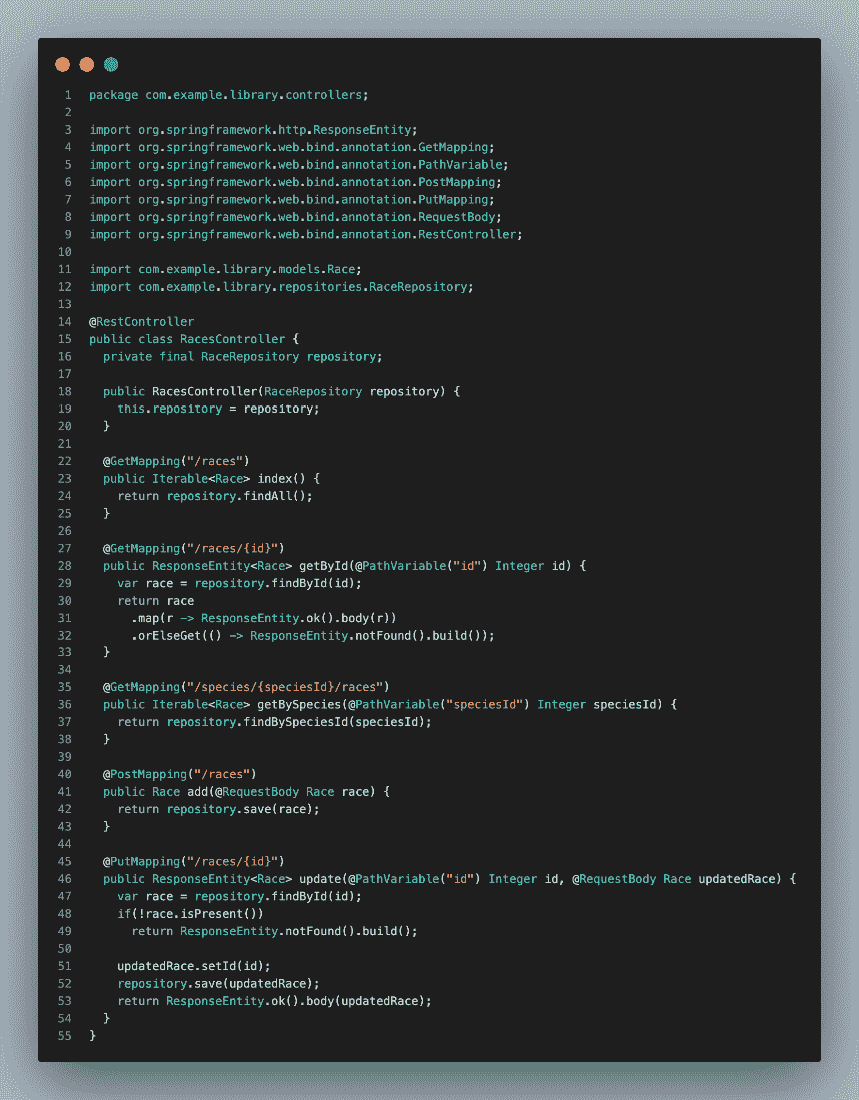 1 package com.example.library.controllers;
2
3 import org.springframework.http.ResponseEntity;
4 import org.springframework.web.bind.annotation.GetMapping;
5 import org.springframework.web.bind.annotation.PathVariable;
6 import org.springframework.web.bind.annotation.PostMapping;
7 import org.springframework.web.bind.annotation.PutMapping;
8 import org.springframework.web.bind.annotation.RequestBody;
9 import org.springframework.web.bind.annotation.RestController;
10
11 import com.example.library.models.Race;
12 import com.example.library.repositories.RaceRepository;
13
14 @RestController
15 public class RacesController {
16   private final RaceRepository repository;
17
18   public RacesController(RaceRepository repository) {
19     this.repository = repository;
20   }
21
22   @GetMapping("/races")
23   public Iterable<Race> index() {
24     return repository.findAll();
25   }
26
27   @GetMapping("/races/{id}")
28   public ResponseEntity<Race> getById(@PathVariable("id") Integer id) {
29     var race = repository.findById(id);
30     return race
31       .map(r -> ResponseEntity.ok().body(r))
32       .orElseGet(() -> ResponseEntity.notFound().build());
33   }
34
35   @GetMapping("/species/{speciesId}/races")
36   public Iterable<Race> getBySpecies(@PathVariable("speciesId") Integer speciesId) {
37     return repository.findBySpeciesId(speciesId);
38   }
39
40   @PostMapping("/races")
41   public Race add(@RequestBody Race race) {
42     return repository.save(race);
43   }
44
45   @PutMapping("/races/{id}")
46   public ResponseEntity<Race> update(@PathVariable("id") Integer id, @RequestBody Race updatedRace) {
47     var race = repository.findById(id);
48     if(!race.isPresent())
49       return ResponseEntity.notFound().build();
50
51     updatedRace.setId(id);
52     repository.save(updatedRace);
53     return ResponseEntity.ok().body(updatedRace);
54   }
55 }